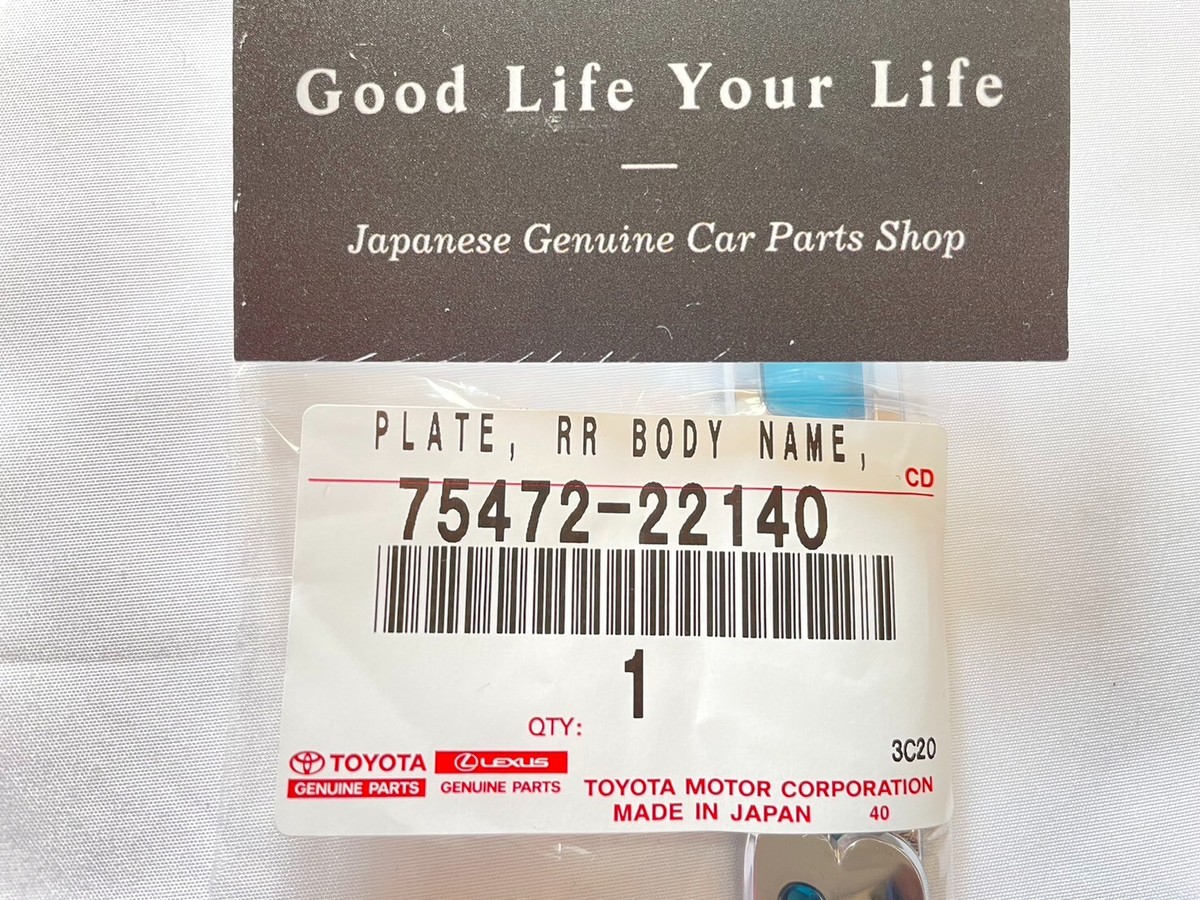 Good Life Your Life
Japanese Genuine Car Parts Shop
PLATE, RR BODY NAME,
CD
75472-22140
1
QTY:
3C20
TOYOTA LEXUS
GENUINE PARTS GENUINE PARTS
TOYOTA MOTOR CORPORATION
MADE IN JAPAN 40